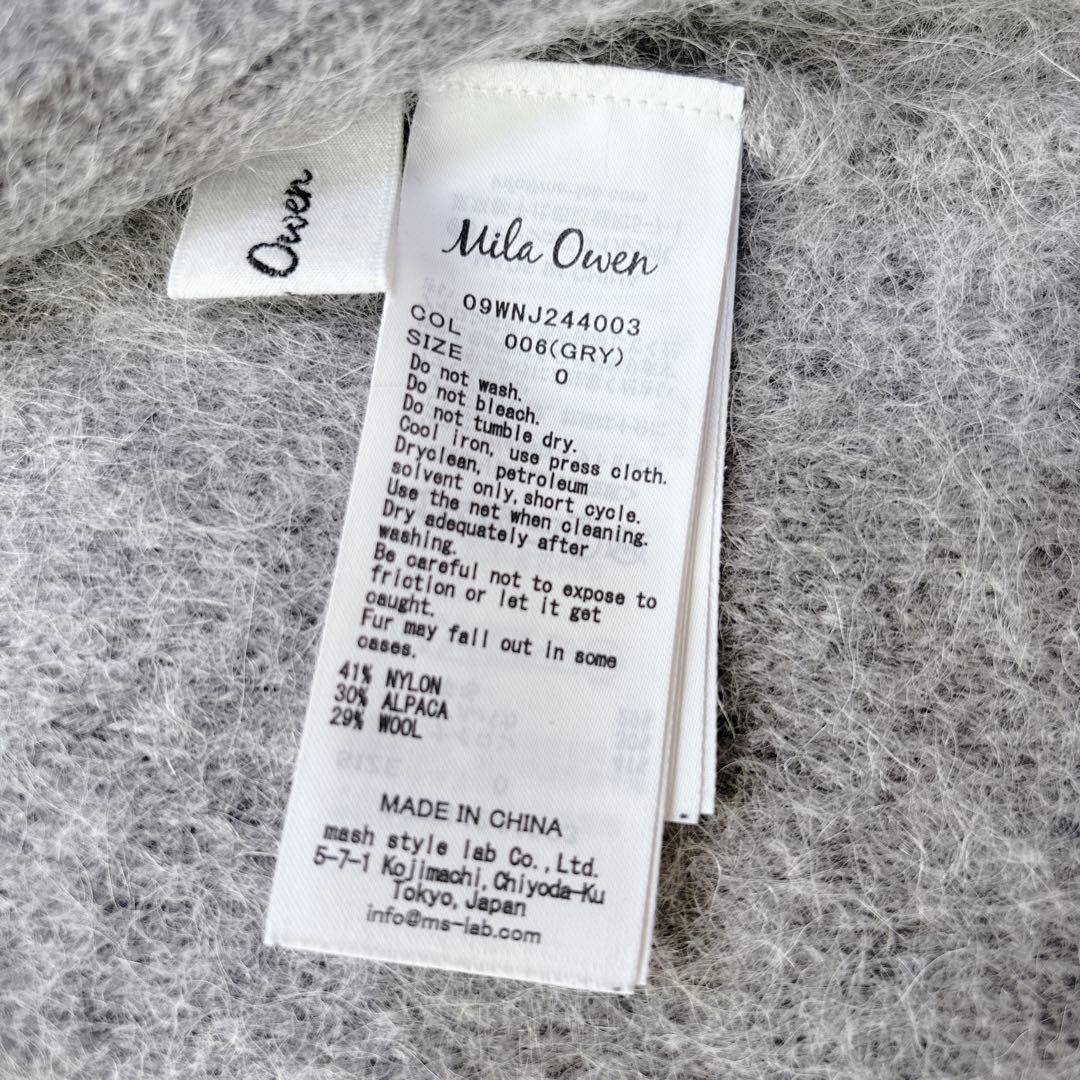 Owen
Mila Owen
09WNJ244003
COL 006(GRY)
SIZE 0
Do not wash.
Do not bleach.
Do not tumble dry.
Cool iron, use press cloth.
Dryclean, petroleum
solvent only, short cycle.
Use the net when cleaning.
Dry adequately after
washing.
Be careful not to expose to
friction or let it get
caught.
Fur may fall out in some
cases.
41% NYLON
30% ALPACA
29% WOOL
MADE IN CHINA
mash style lab Co., Ltd.
5-7-1 Kojimachi, Chiyoda-Ku
Tokyo, Japan
info@ms-lab.com